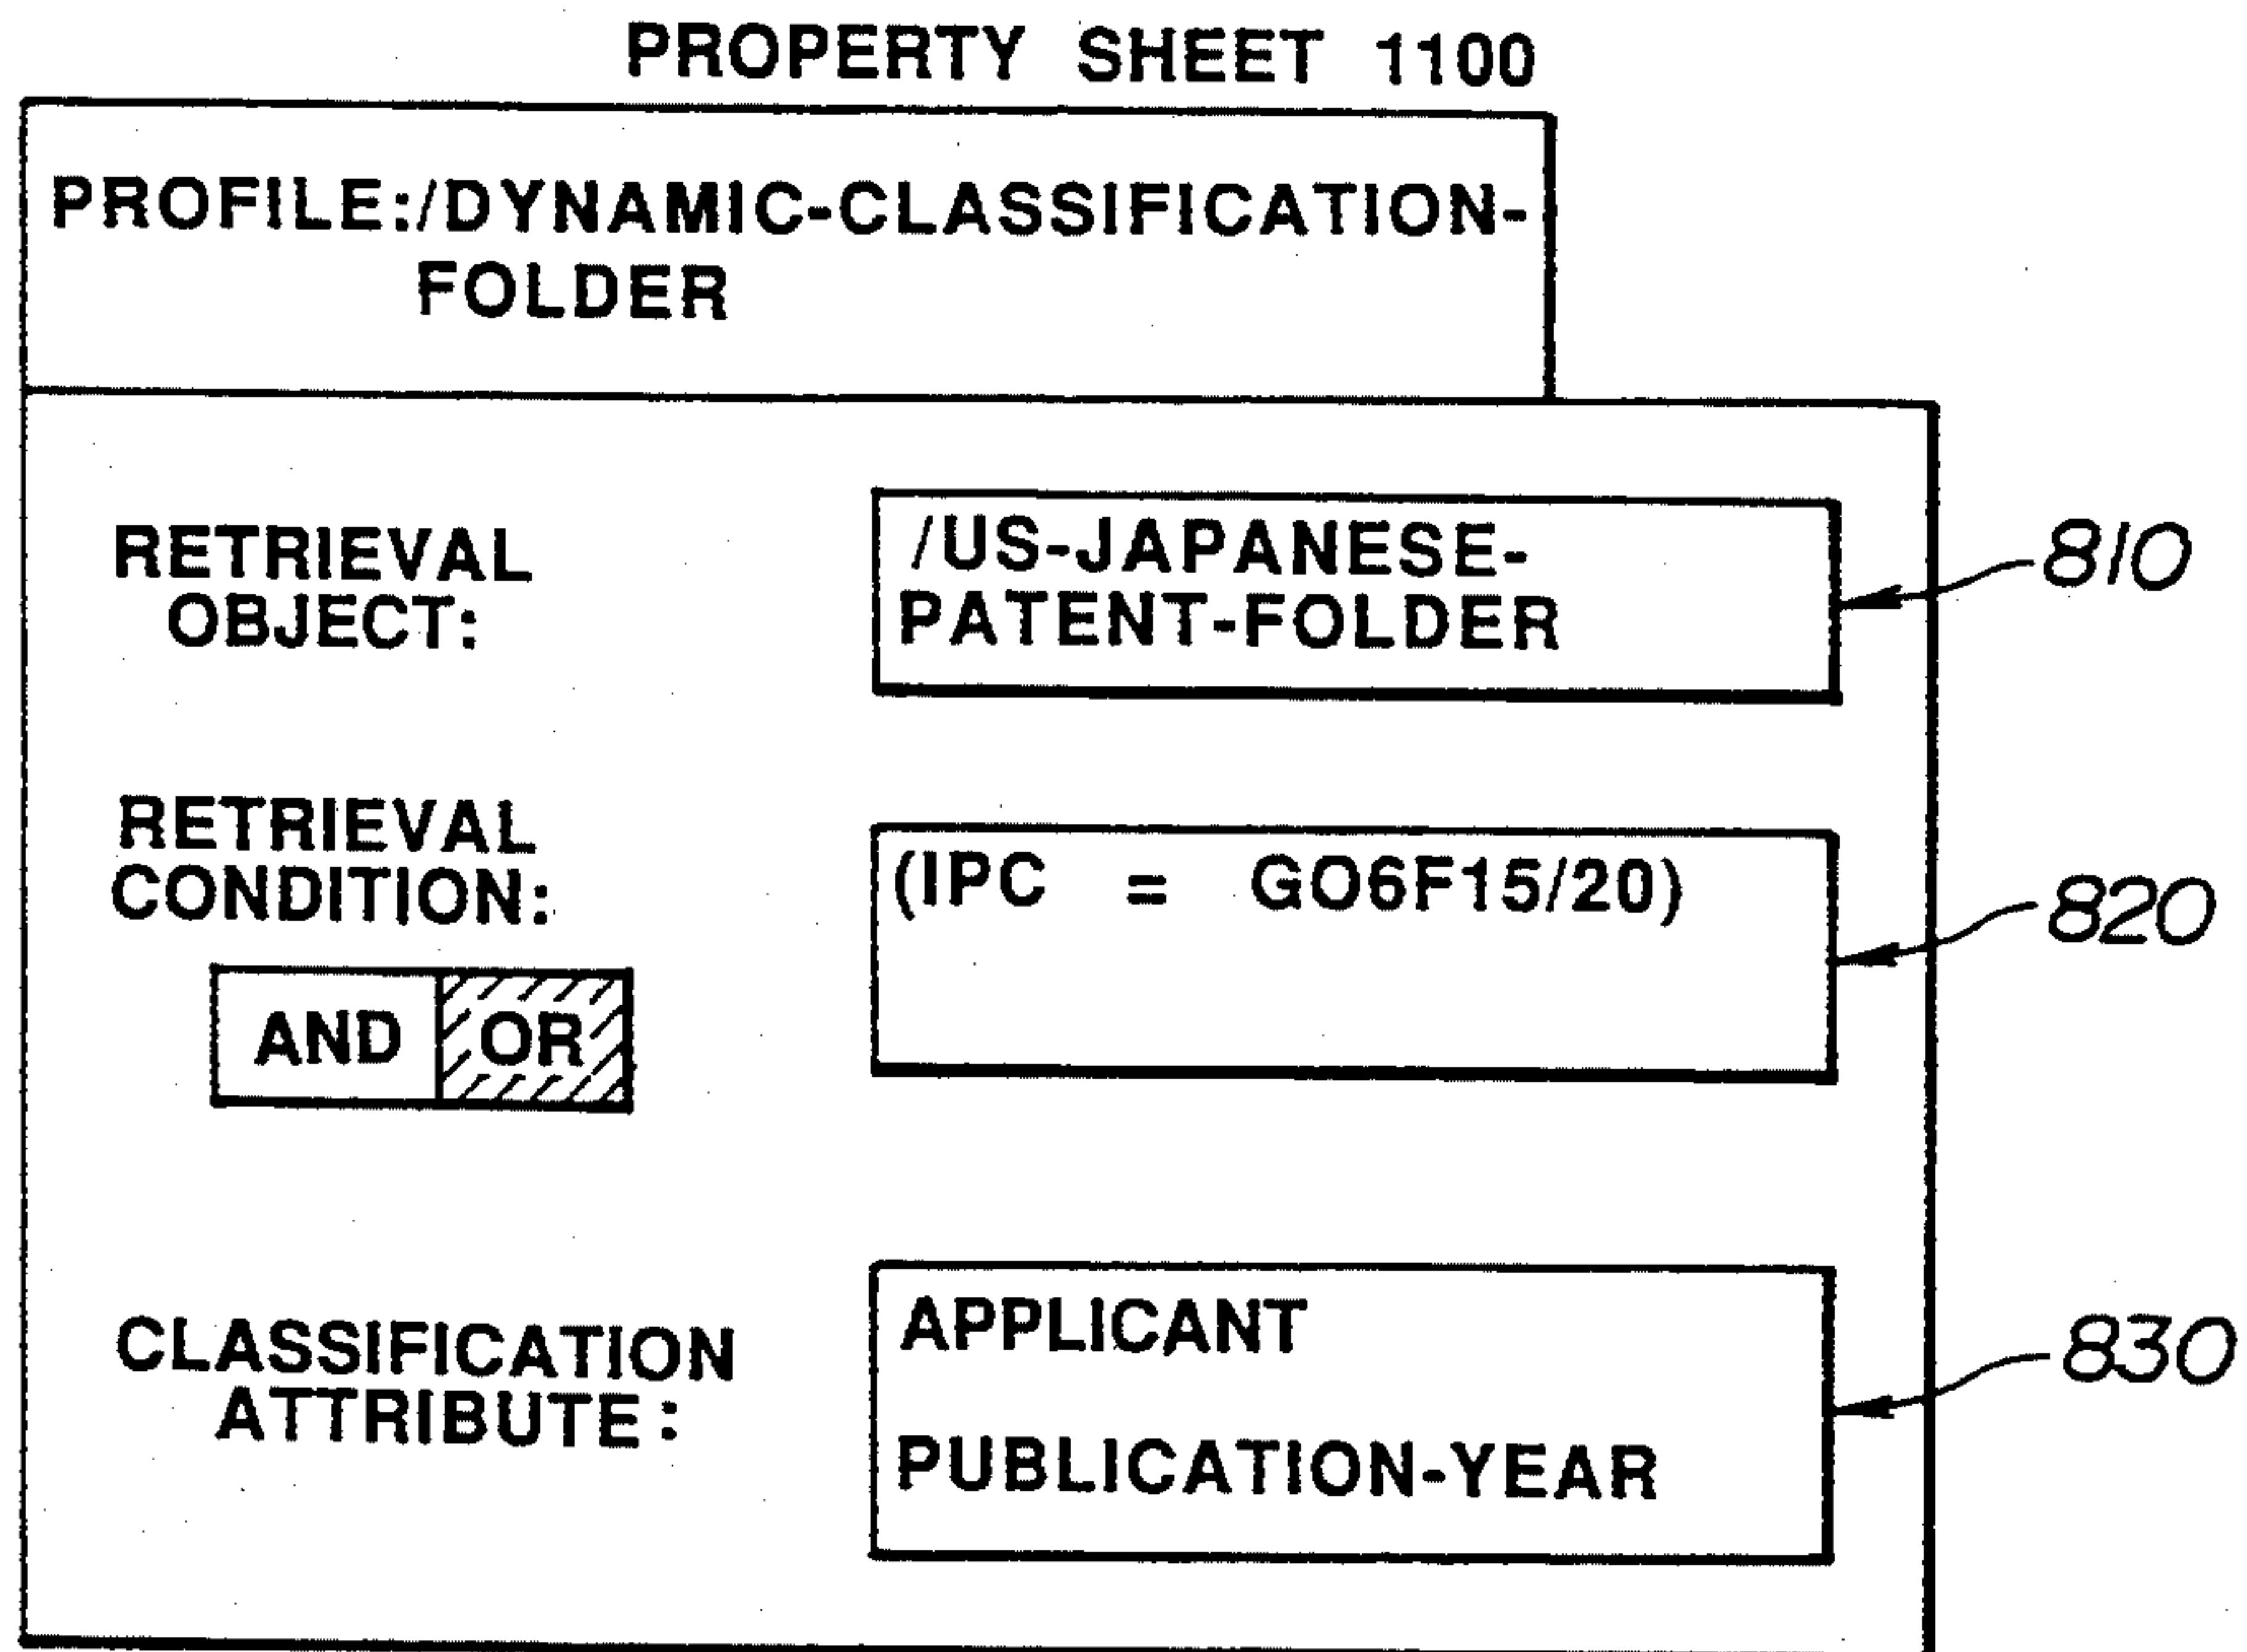 PROPERTY SHEET 1100
PROFILE:/DYNAMIC-CLASSIFICATION-
FOLDER
RETRIEVAL
OBJECT:
/US-JAPANESE-
PATENT-FOLDER
810
RETRIEVAL
CONDITION:
(IPC = GO6F15/20)
820
AND OR
CLASSIFICATION
ATTRIBUTE:
APPLICANT
PUBLICATION-YEAR
830